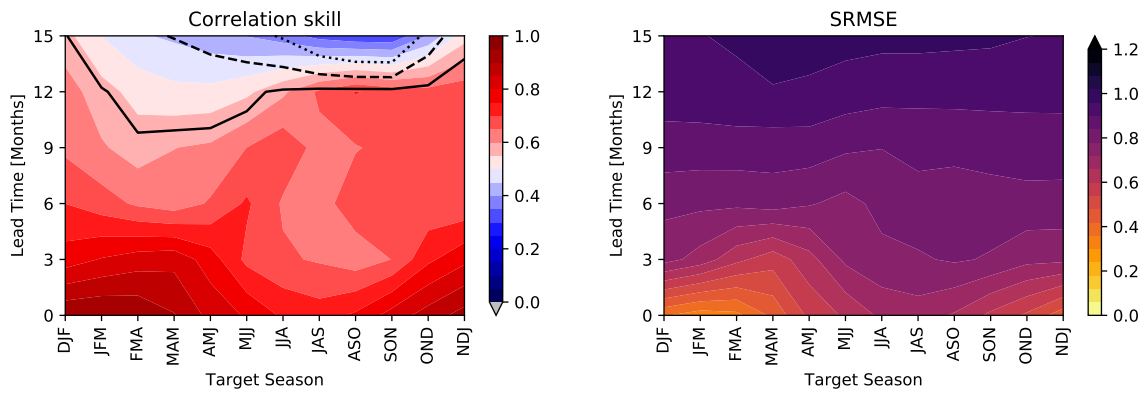 Correlation skill
Lead Time [Months]
15
12
9
6
3
0
DJF
JFM
FMA
MAM
AMJ
MJJ
JJA
JAS
ASO
SON
OND
NDJ
Target Season
1.0
0.8
0.6
0.4
0.2
0.0
SRMSE
Lead Time [Months]
15
12
9
6
3
0
DJF
JFM
FMA
MAM
AMJ
MJJ
JJA
JAS
ASO
SON
OND
NDJ
Target Season
1.2
1.0
0.8
0.6
0.4
0.2
0.0